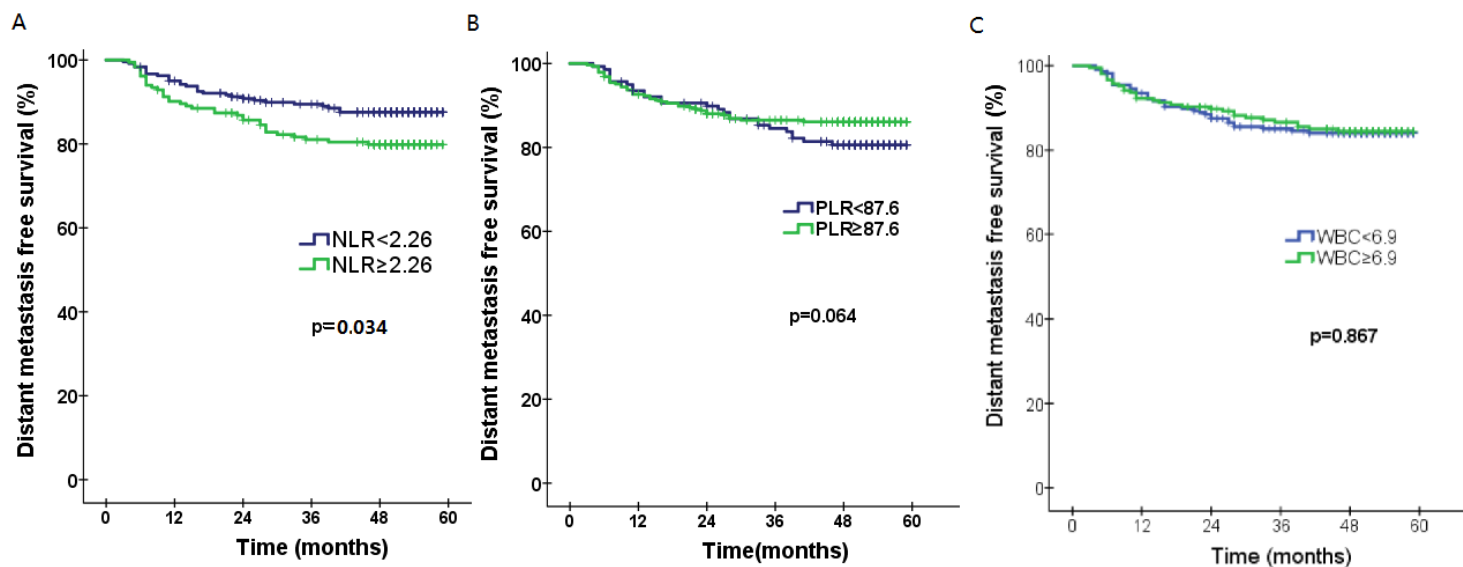 A
Distant metastasis free survival (%)
100
80
60
40
20
0
NLR<2.26
NLR≥2.26
p=0.034
0 12 24 36 48 60
Time (months)
B
Distant metastasis free survival (%)
100
80
60
40
20
0
PLR<87.6
PLR≥87.6
p=0.064
0 12 24 36 48 60
Time(months)
C
Distant metastasis free survival (%)
100
80
60
40
20
0
WBC<6.9
WBC≥6.9
p=0.867
0 12 24 36 48 60
Time (months)